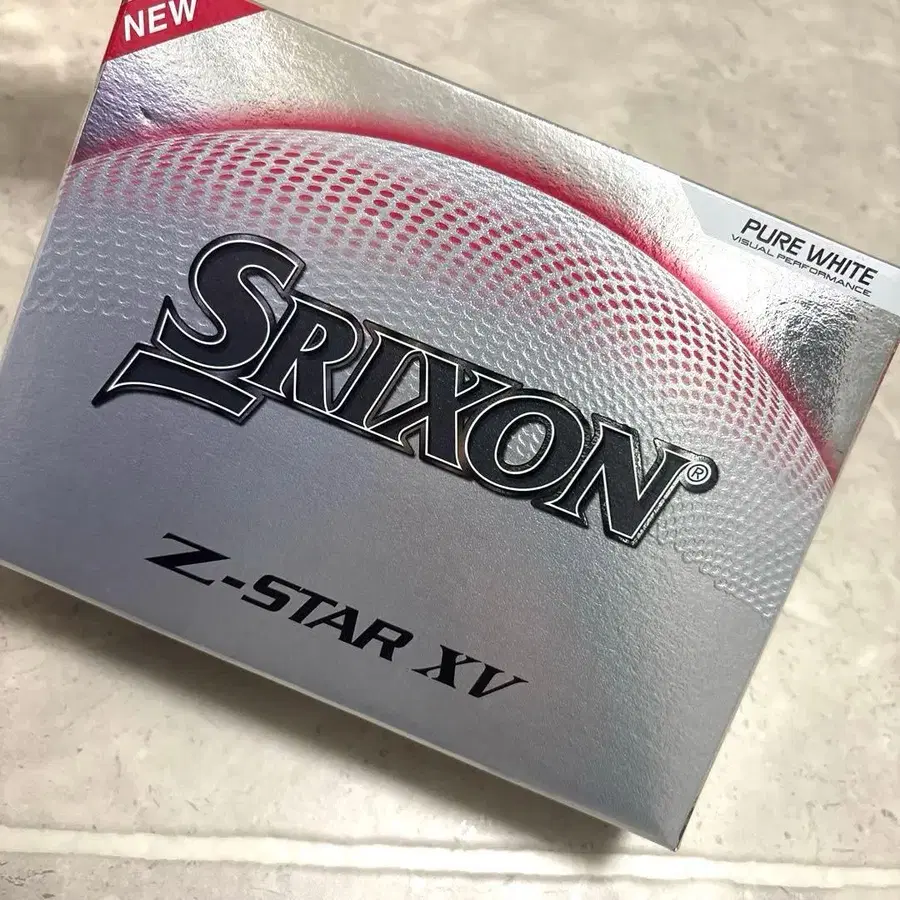 NEW
PURE WHITE
VISUAL PERFORMANCE
SRIXON®
Z-STAR XV